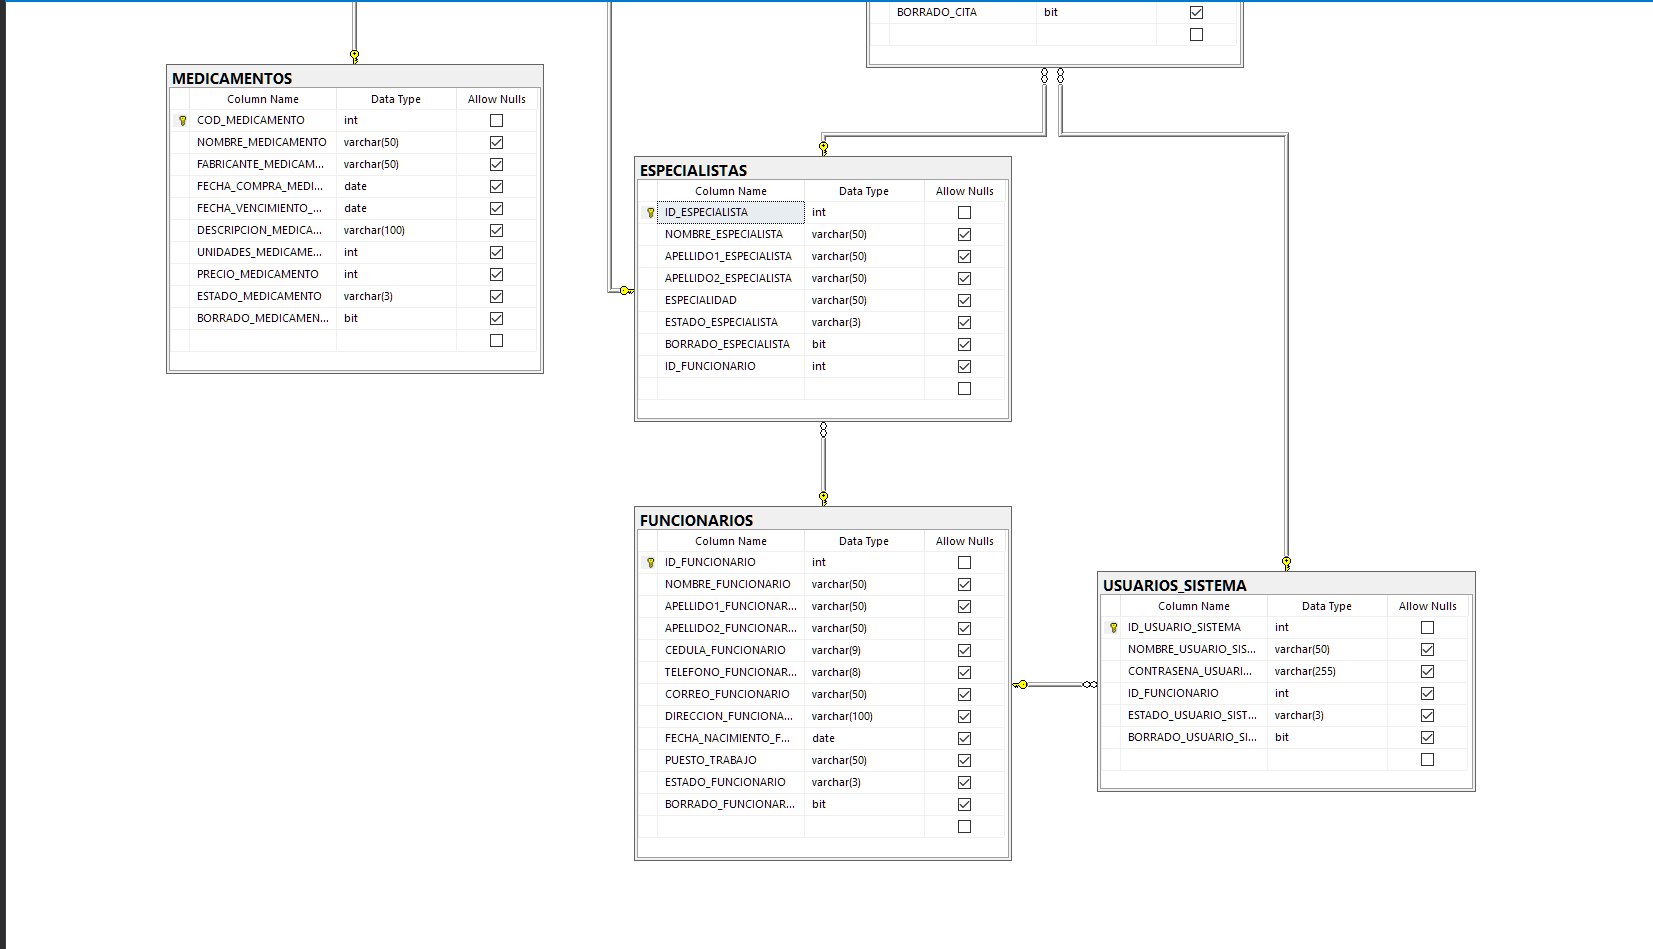 BORRADO_CITA bit
MEDICAMENTOS
Column Name Data Type Allow Nulls
COD_MEDICAMENTO int
NOMBRE_MEDICAMENTO varchar(50)
FABRICANTE_MEDICAM... varchar(50)
FECHA_COMPRA_MEDI... date
FECHA_VENCIMIENTO_... date
DESCRIPCION_MEDICA... varchar(100)
UNIDADES_MEDICAME... int
PRECIO_MEDICAMENTO int
ESTADO_MEDICAMENTO varchar(3)
BORRADO_MEDICAMEN... bit
ESPECIALISTAS
Column Name Data Type Allow Nulls
ID_ESPECIALISTA int
NOMBRE_ESPECIALISTA varchar(50)
APELLIDO1_ESPECIALISTA varchar(50)
APELLIDO2_ESPECIALISTA varchar(50)
ESPECIALIDAD varchar(50)
ESTADO_ESPECIALISTA varchar(3)
BORRADO_ESPECIALISTA bit
ID_FUNCIONARIO int
FUNCIONARIOS
Column Name Data Type Allow Nulls
ID_FUNCIONARIO int
NOMBRE_FUNCIONARIO varchar(50)
APELLIDO1_FUNCIONAR... varchar(50)
APELLIDO2_FUNCIONAR... varchar(50)
CEDULA_FUNCIONARIO varchar(9)
TELEFONO_FUNCIONAR... varchar(8)
CORREO_FUNCIONARIO varchar(50)
DIRECCION_FUNCIONA... varchar(100)
FECHA_NACIMIENTO_F... date
PUESTO_TRABAJO varchar(50)
ESTADO_FUNCIONARIO varchar(3)
BORRADO_FUNCIONAR... bit
USUARIOS_SISTEMA
Column Name Data Type Allow Nulls
ID_USUARIO_SISTEMA int
NOMBRE_USUARIO_SIS... varchar(50)
CONTRASENA_USUARI... varchar(255)
ID_FUNCIONARIO int
ESTADO_USUARIO_SIST... varchar(3)
BORRADO_USUARIO_SI... bit